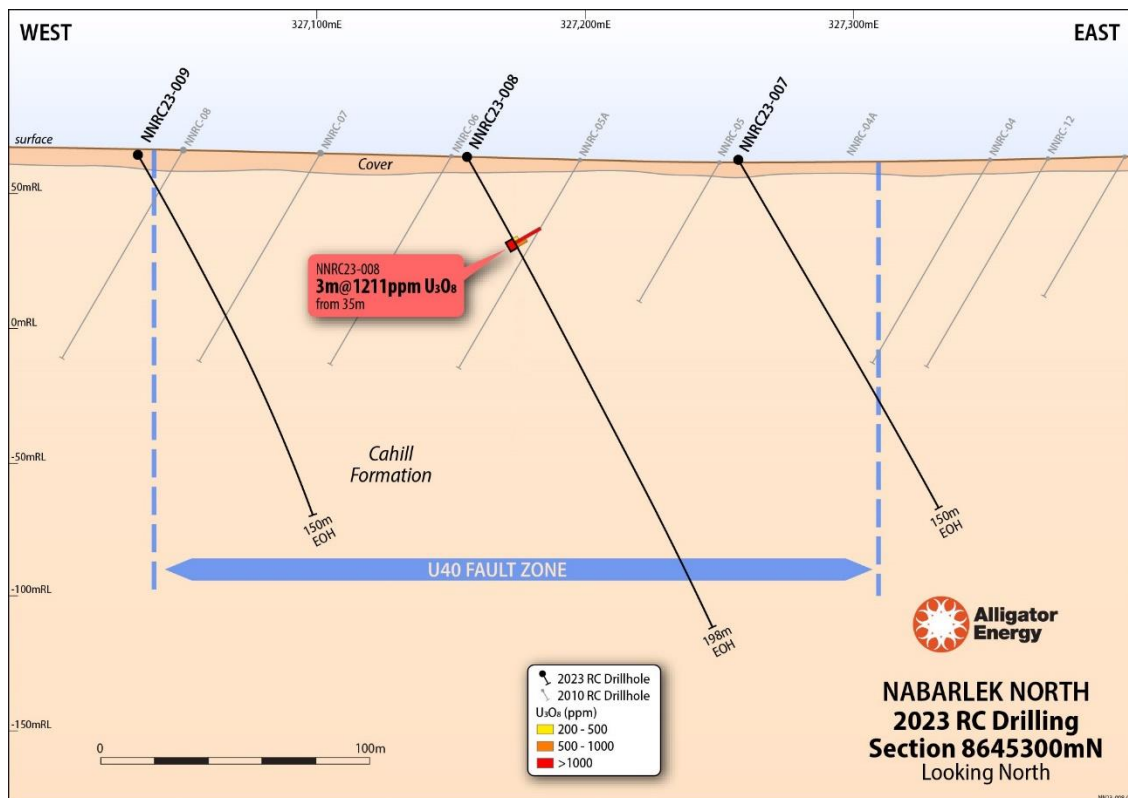 WEST
327,100mE
327,200mE
327,300mE
EAST
NNRC23-009
NNRC-08
NNRC-07
NNRC-06
NNRC23-008
NNRC-05A
NNRC-05
NNRC23-007
NNRC-04A
NNRC-04
NNRC-12
surface
Cover
50mRL
NNRC23-008
3m@1211ppm U₃O₈
from 35m
0mRL
Cahill
Formation
-50mRL
150m
EOH
150m
EOH
U40 FAULT ZONE
-100mRL
198m
EOH
Alligator
Energy
2023 RC Drillhole
2010 RC Drillhole
U₃O₈ (ppm)
200 - 500
500 - 1000
>1000
NABARLEK NORTH
2023 RC Drilling
Section 8645300mN
Looking North
-150mRL
0
100m